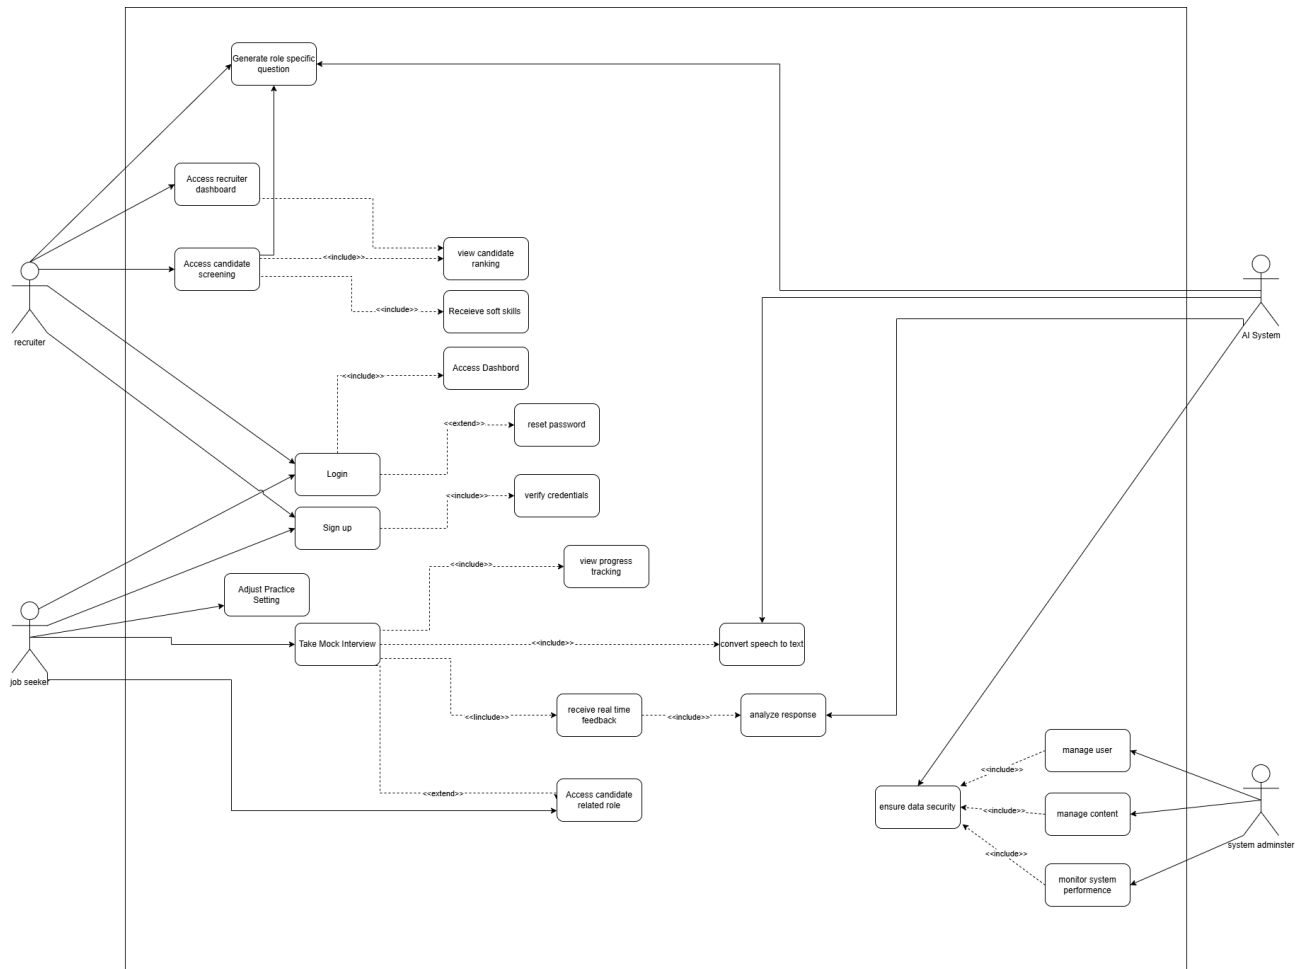 Generate role specific
question
Access recruiter
dashboard
view candidate
ranking
Access candidate
screening
<<include>>
Receieve soft skills
<<include>>
recruiter
AI System
Access Dashbord
<<include>>
reset password
<<extend>>
Login
verify credentials
<<include>>
Sign up
view progress
tracking
<<include>>
Adjust Practice
Setting
Take Mock Interview
<<include>>
convert speech to text
job seeker
receive real time
feedback
<<linclude>>
<<include>>
analyze response
manage user
<<include>>
Access candidate
related role
<<extend>>
ensure data security
<<include>>
manage content
system adminster
<<include>>
monitor system
performence